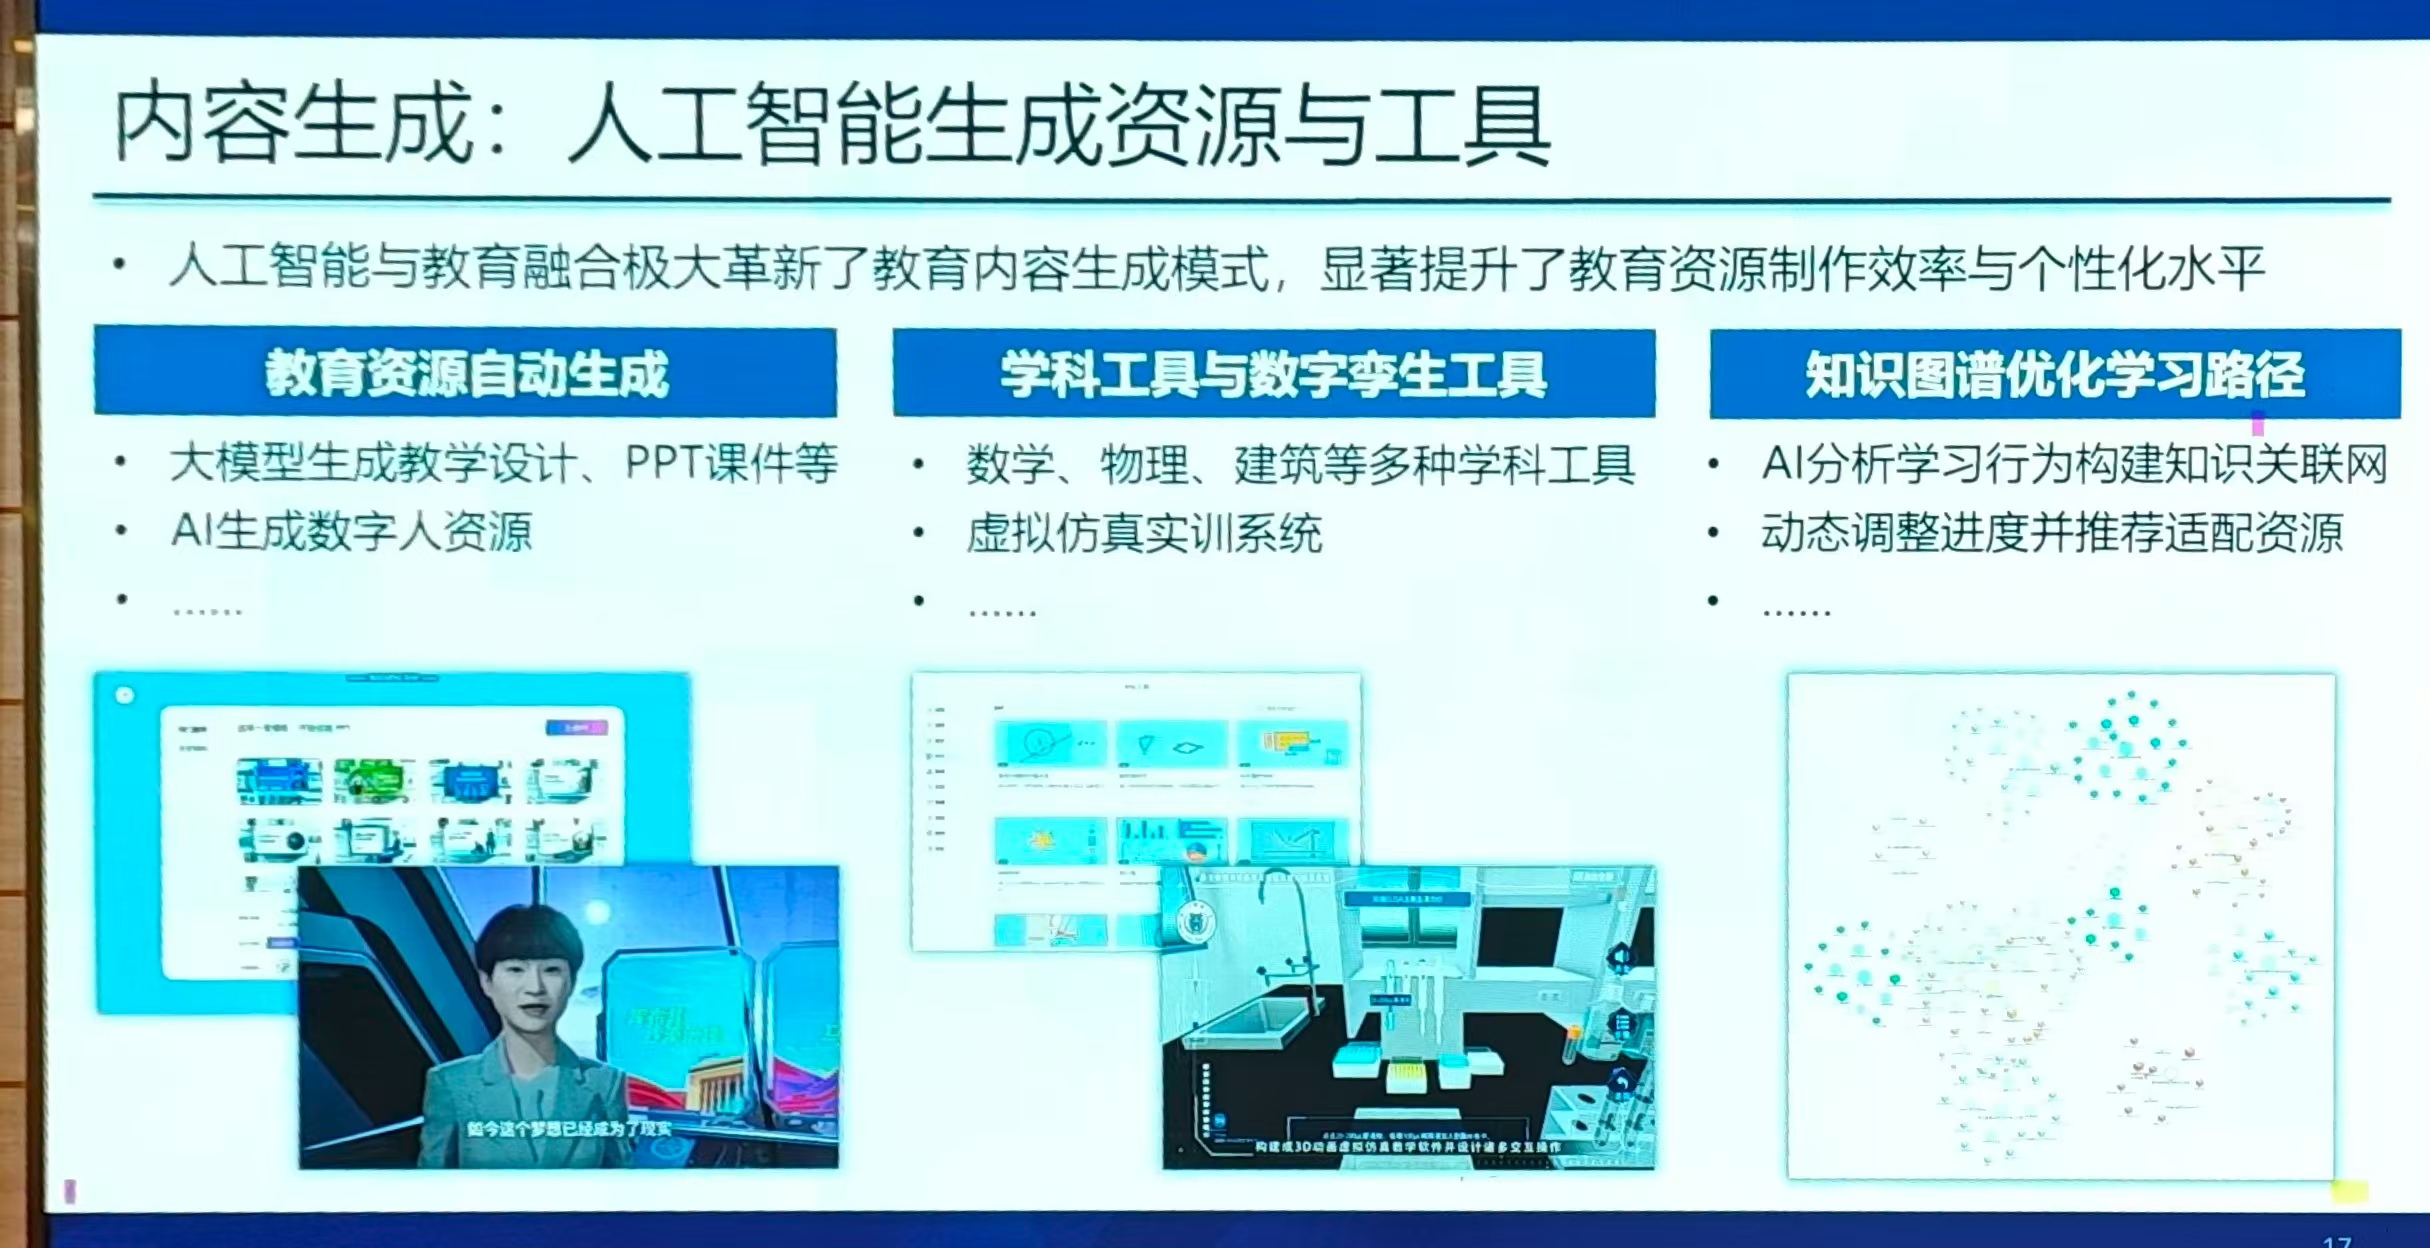 内容生成：人工智能生成资源与工具
• 人工智能与教育融合极大革新了教育内容生成模式，显著提升了教育资源制作效率与个性化水平
教育资源自动生成
• 大模型生成教学设计、PPT课件等
• AI生成数字人资源
• ……
学科工具与数字孪生工具
• 数学、物理、建筑等多种学科工具
• 虚拟仿真实训系统
• ……
知识图谱优化学习路径
• AI分析学习行为构建知识关联网
• 动态调整进度并推荐适配资源
• ……
如今这个梦想已经成为了现实
构建成3D动画虚拟仿真教学软件并设计诸多交互操作
17